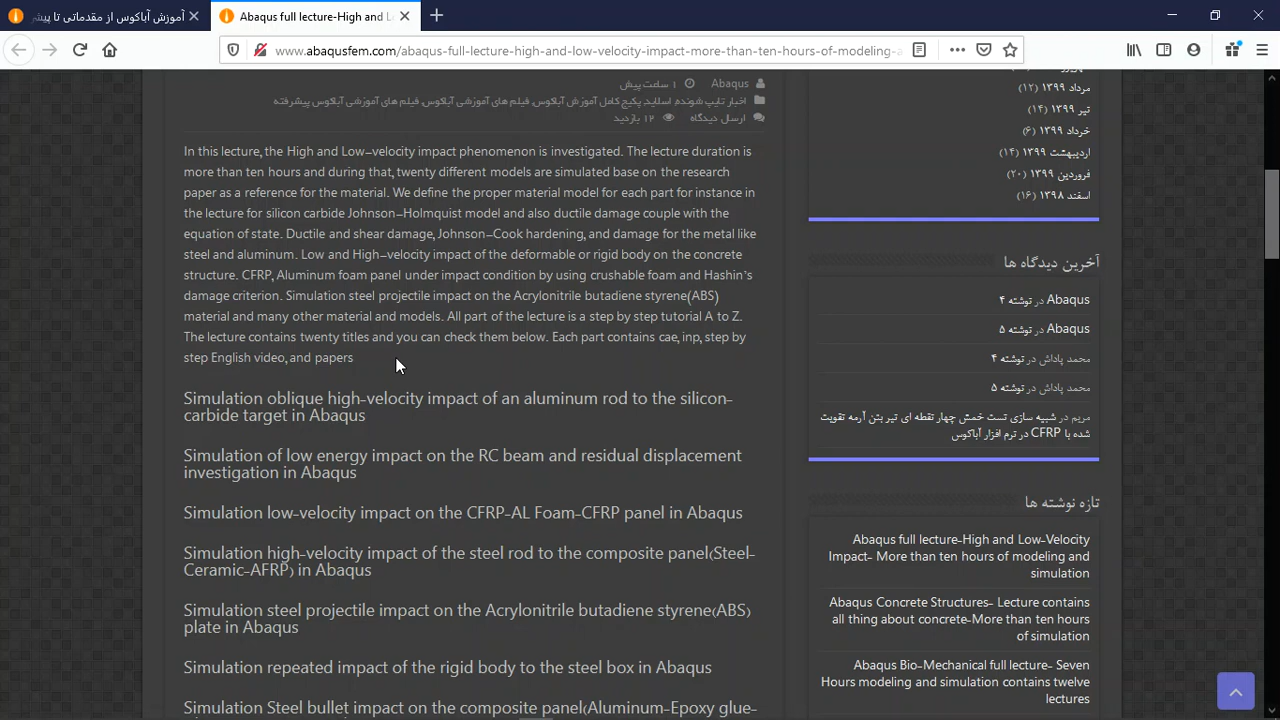 آموزش آباکوس از مقدماتی تا پیشر
Abaqus full lecture-High and L
www.abaqusfem.com/abaqus-full-lecture-high-and-low-velocity-impact-more-than-ten-hours-of-modeling-
Abaqus
۱ ساعت پیش
اخبار تایپ شونده, اسلاید, پکیج کامل آموزش آباکوس, فیلم های آموزشی آباکوس, فیلم های آموزشی آباکوس پیشرفته
ارسال دیدگاه
۱۲ بازدید
In this lecture, the High and Low-velocity impact phenomenon is investigated. The lecture duration is
more than ten hours and during that, twenty different models are simulated base on the research
paper as a reference for the material. We define the proper material model for each part for instance in
the lecture for silicon carbide Johnson-Holmquist model and also ductile damage couple with the
equation of state. Ductile and shear damage, Johnson-Cook hardening, and damage for the metal like
steel and aluminum. Low and High-velocity impact of the deformable or rigid body on the concrete
structure. CFRP, Aluminum foam panel under impact condition by using crushable foam and Hashin's
damage criterion. Simulation steel projectile impact on the Acrylonitrile butadiene styrene(ABS)
material and many other material and models. All part of the lecture is a step by step tutorial A to Z.
The lecture contains twenty titles and you can check them below. Each part contains cae, inp, step by
step English video, and papers
Simulation oblique high-velocity impact of an aluminum rod to the silicon-
carbide target in Abaqus
Simulation of low energy impact on the RC beam and residual displacement
investigation in Abaqus
Simulation low-velocity impact on the CFRP-AL Foam-CFRP panel in Abaqus
Simulation high-velocity impact of the steel rod to the composite panel(Steel-
Ceramic-AFRP) in Abaqus
Simulation steel projectile impact on the Acrylonitrile butadiene styrene(ABS)
plate in Abaqus
Simulation repeated impact of the rigid body to the steel box in Abaqus
Simulation Steel bullet impact on the composite panel(Aluminum-Epoxy glue-
مرداد ۱۳۹۹ (۱۲)
تیر ۱۳۹۹ (۱۴)
خرداد ۱۳۹۹ (۶)
اردیبهشت ۱۳۹۹ (۱۴)
فروردین ۱۳۹۹ (۲۰)
اسفند ۱۳۹۸ (۱۶)
آخرین دیدگاه ها
Abaqus در نوشته ۴
Abaqus در نوشته ۵
محمد پاداش در نوشته ۴
محمد پاداش در نوشته ۵
مریم در شبیه سازی تست خمش چهار نقطه ای تیر بتن آرمه تقویت
شده با CFRP در نرم افزار آباکوس
تازه نوشته ها
Abaqus full lecture-High and Low-Velocity
Impact- More than ten hours of modeling and
simulation
Abaqus Concrete Structures- Lecture contains
all thing about concrete-More than ten hours
of simulation
Abaqus Bio-Mechanical full lecture- Seven
Hours modeling and simulation contains twelve
lectures